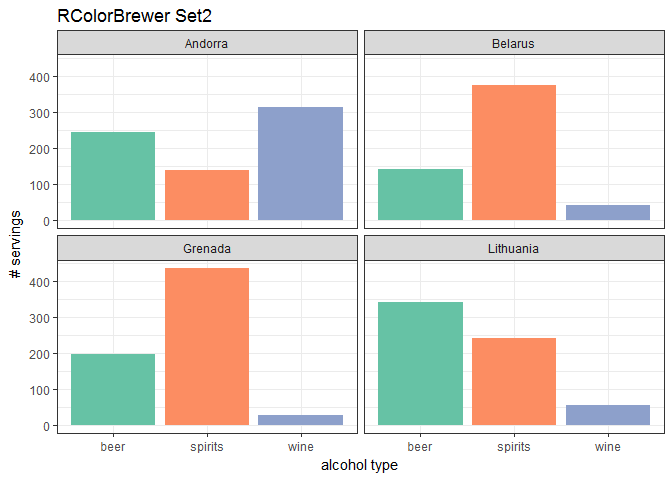 RColorBrewer Set2
Andorra
Belarus
400
300
200
100
0
Grenada
Lithuania
400
300
200
100
0
# servings
beer spirits wine beer spirits wine
alcohol type